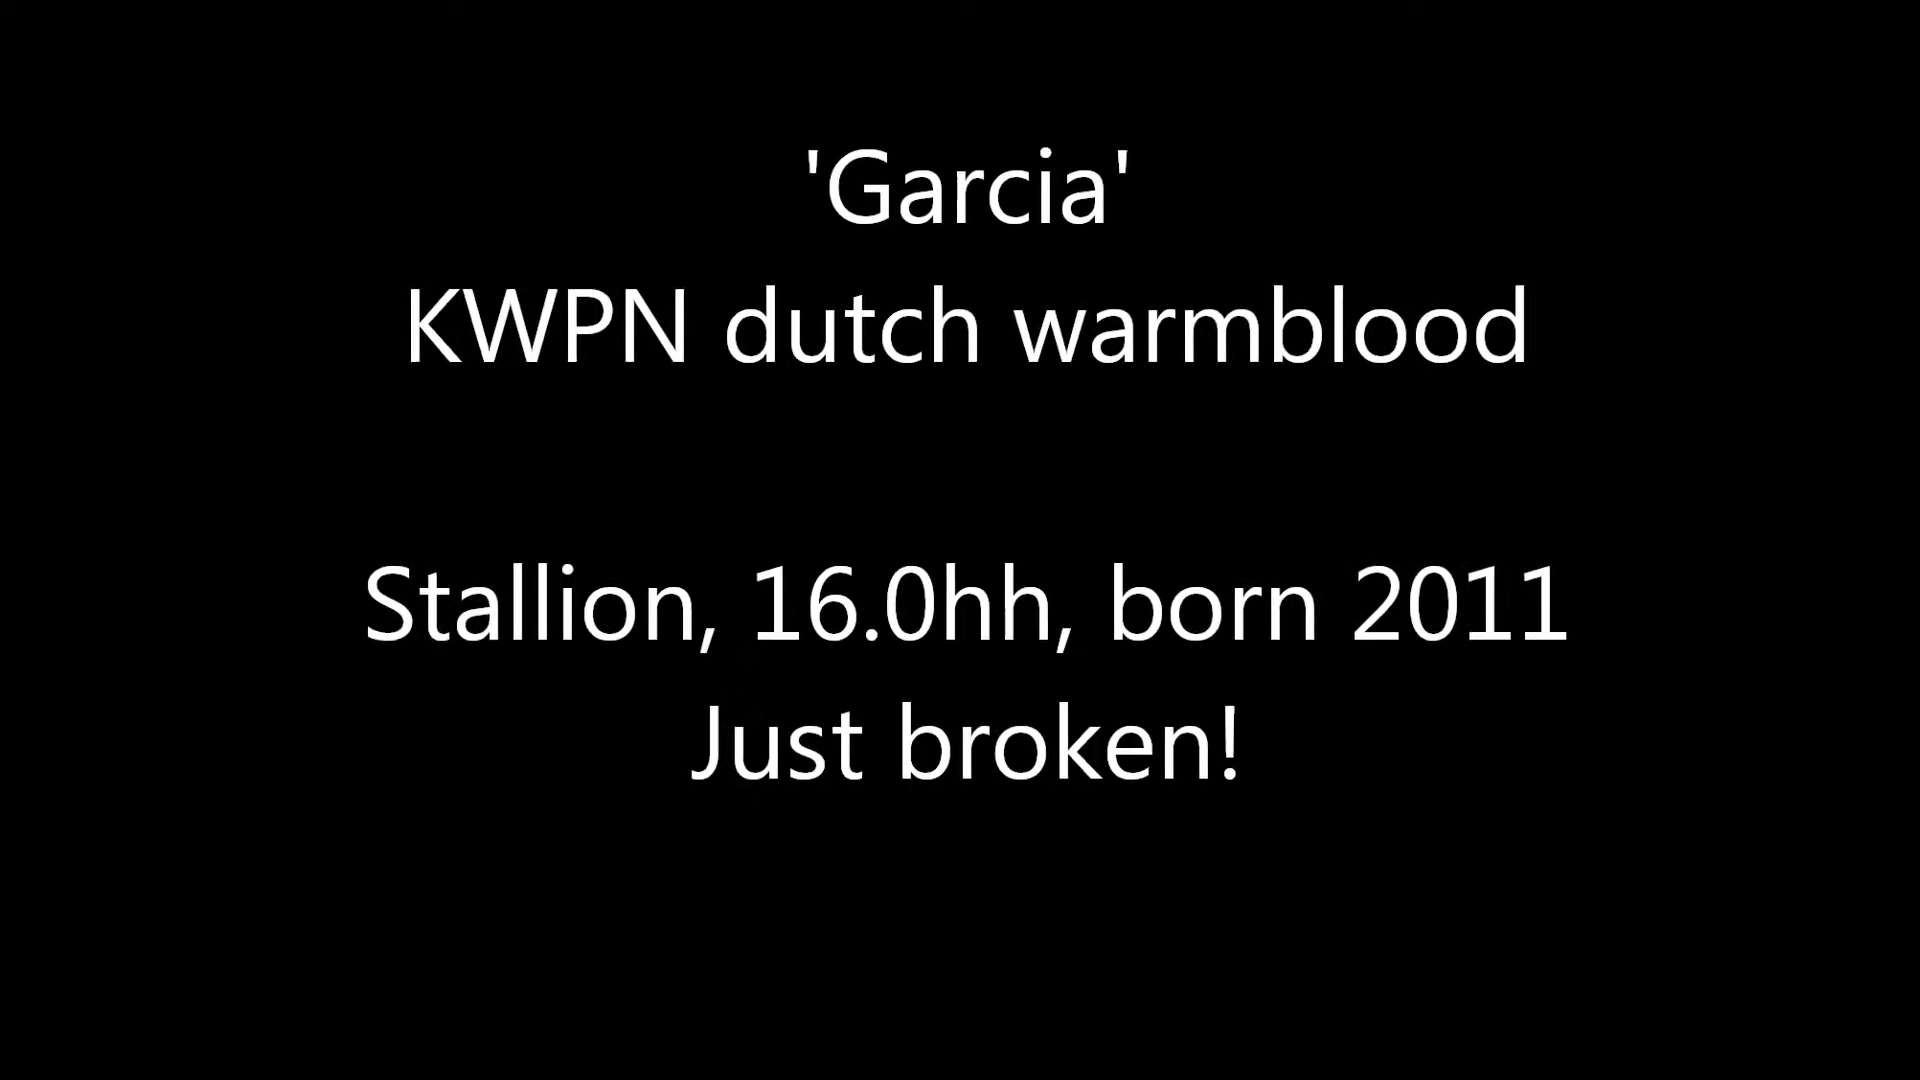 'Garcia'
KWPN dutch warmblood
Stallion, 16.0hh, born 2011
Just broken!